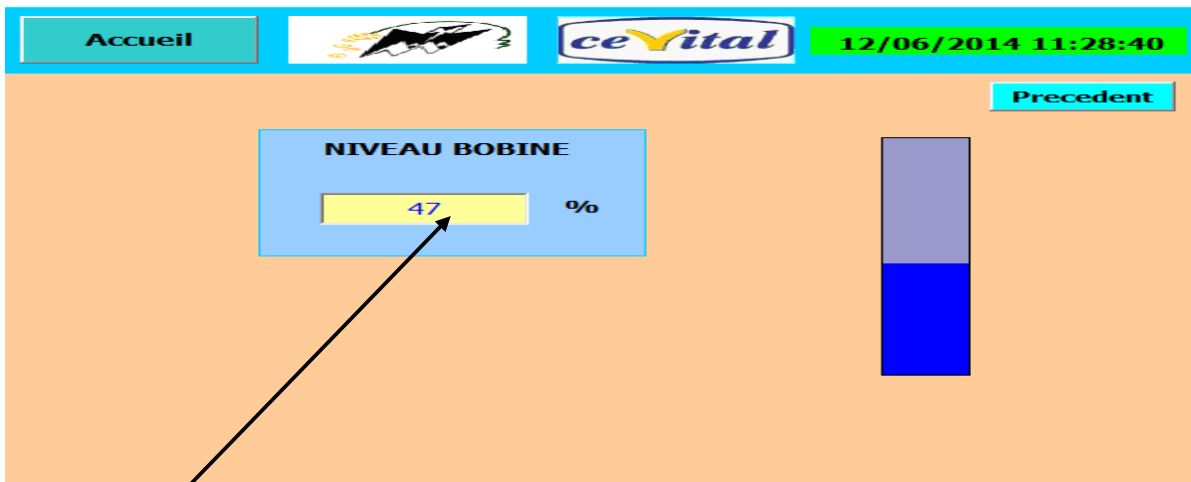 Accueil
cevital
12/06/2014 11:28:40
Precedent
NIVEAU BOBINE
47 %